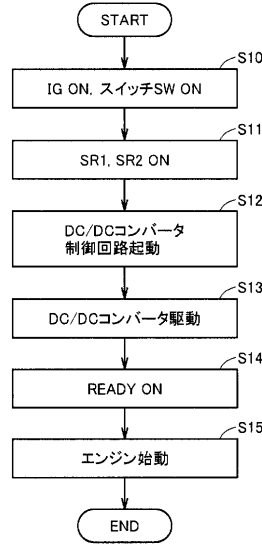 START
S10
IG ON, スイッチSW ON
S11
SR1, SR2 ON
S12
DC/DCコンバータ
制御回路起動
S13
DC/DCコンバータ駆動
S14
READY ON
S15
エンジン始動
END